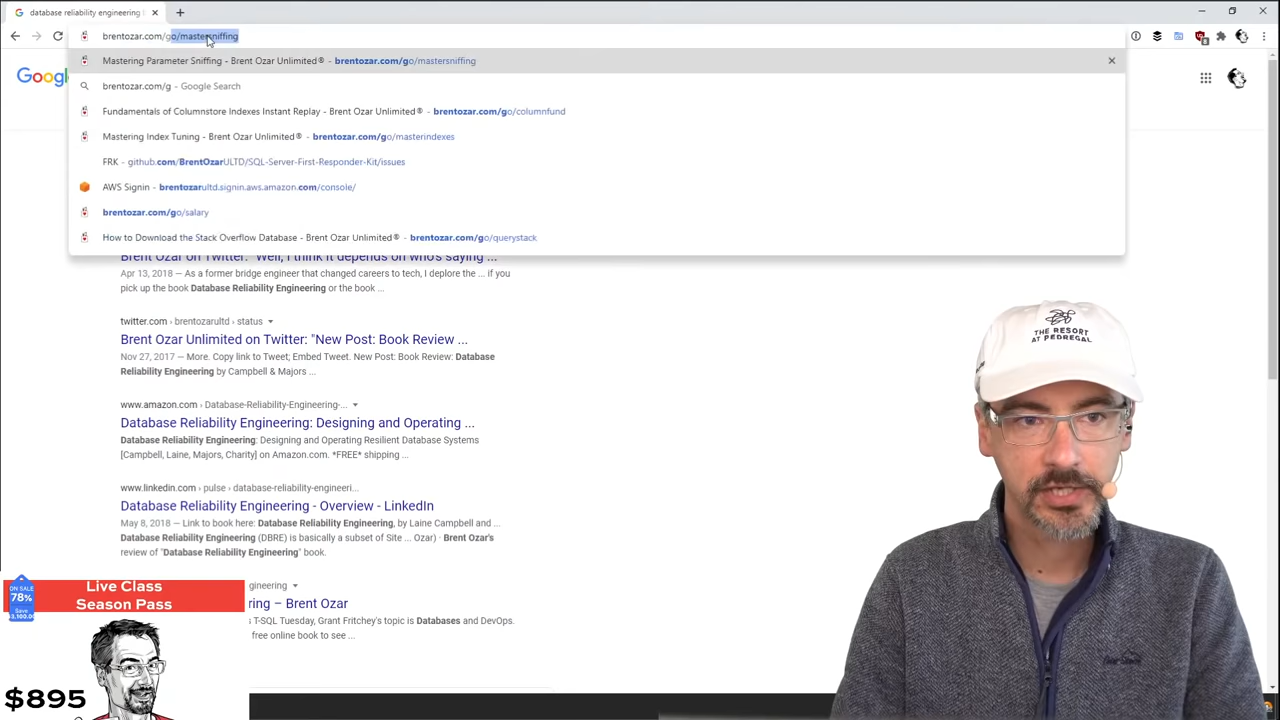 database reliability engineering
brentozar.com/go/mastersniffing
Mastering Parameter Sniffing - Brent Ozar Unlimited® - brentozar.com/go/mastersniffing
brentozar.com/g - Google Search
Fundamentals of Columnstore Indexes Instant Replay - Brent Ozar Unlimited® - brentozar.com/go/columnfund
Mastering Index Tuning - Brent Ozar Unlimited® - brentozar.com/go/masterindexes
FRK - github.com/BrentOzarULTD/SQL-Server-First-Responder-Kit/issues
AWS Signin - brentozarultd.signin.aws.amazon.com/console/
brentozar.com/go/salary
How to Download the Stack Overflow Database - Brent Ozar Unlimited® - brentozar.com/go/querystack
Goo
Brent Ozar on Twitter: "Well, I think it depends on who's saying ...
Apr 13, 2018 — As a former bridge engineer that changed careers to tech, I deplore the ... if you
pick up the book Database Reliability Engineering or the book ...
twitter.com › brentozarultd › status
Brent Ozar Unlimited on Twitter: "New Post: Book Review ...
Nov 27, 2017 — More. Copy link to Tweet; Embed Tweet. New Post: Book Review: Database
Reliability Engineering by Campbell & Majors ...
www.amazon.com › Database-Reliability-Engineering-...
Database Reliability Engineering: Designing and Operating ...
Database Reliability Engineering: Designing and Operating Resilient Database Systems
[Campbell, Laine, Majors, Charity] on Amazon.com. *FREE* shipping ...
www.linkedin.com › pulse › database-reliability-engineeri...
Database Reliability Engineering - Overview - LinkedIn
May 8, 2018 — Link to book here: Database Reliability Engineering, by Laine Campbell and ...
Database Reliability Engineering (DBRE) is basically a subset of Site ... Ozar) · Brent Ozar's
review of "Database Reliability Engineering" book.
ngineering
ring – Brent Ozar
s T-SQL Tuesday, Grant Fritchey's topic is Databases and DevOps.
free online book to see ...
THE RESORT
AT PEDREGAL
ON SALE
78%
Save
Live Class
Season Pass
$895